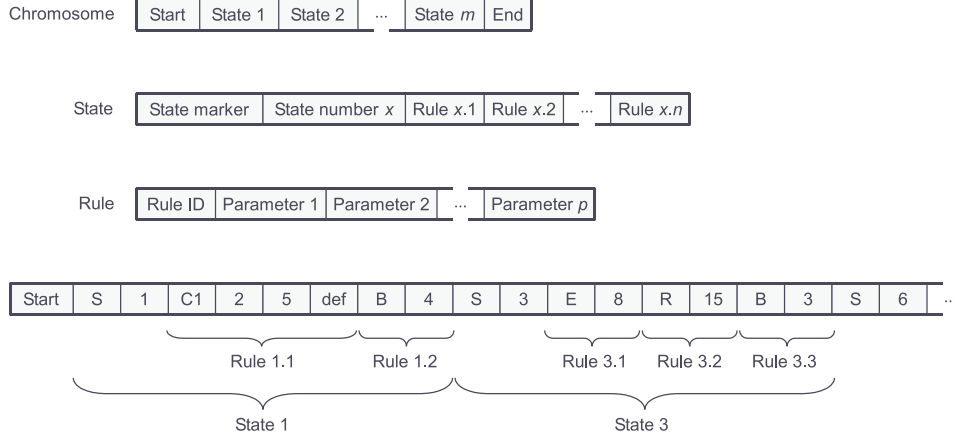 Chromosome Start State 1 State 2 ... State m End
State State marker State number x Rule x.1 Rule x.2 ... Rule x.n
Rule Rule ID Parameter 1 Parameter 2 ... Parameter p
Start S 1 C1 2 5 def B 4 S 3 E 8 R 15 B 3 S 6 ..
Rule 1.1 Rule 1.2 Rule 3.1 Rule 3.2 Rule 3.3
State 1 State 3